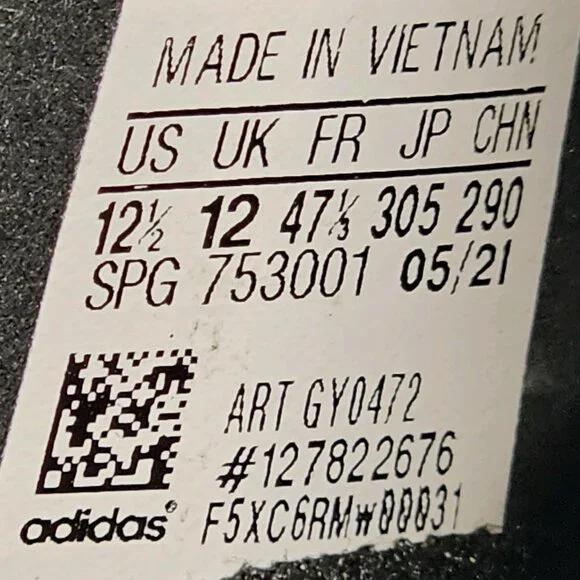 MADE IN VIETNAM
US UK FR JP CHN
12½ 12 47⅓ 305 290
SPG 753001 05/21
ART GY0472
#127822676
adidas® F5XC6RM₩00031